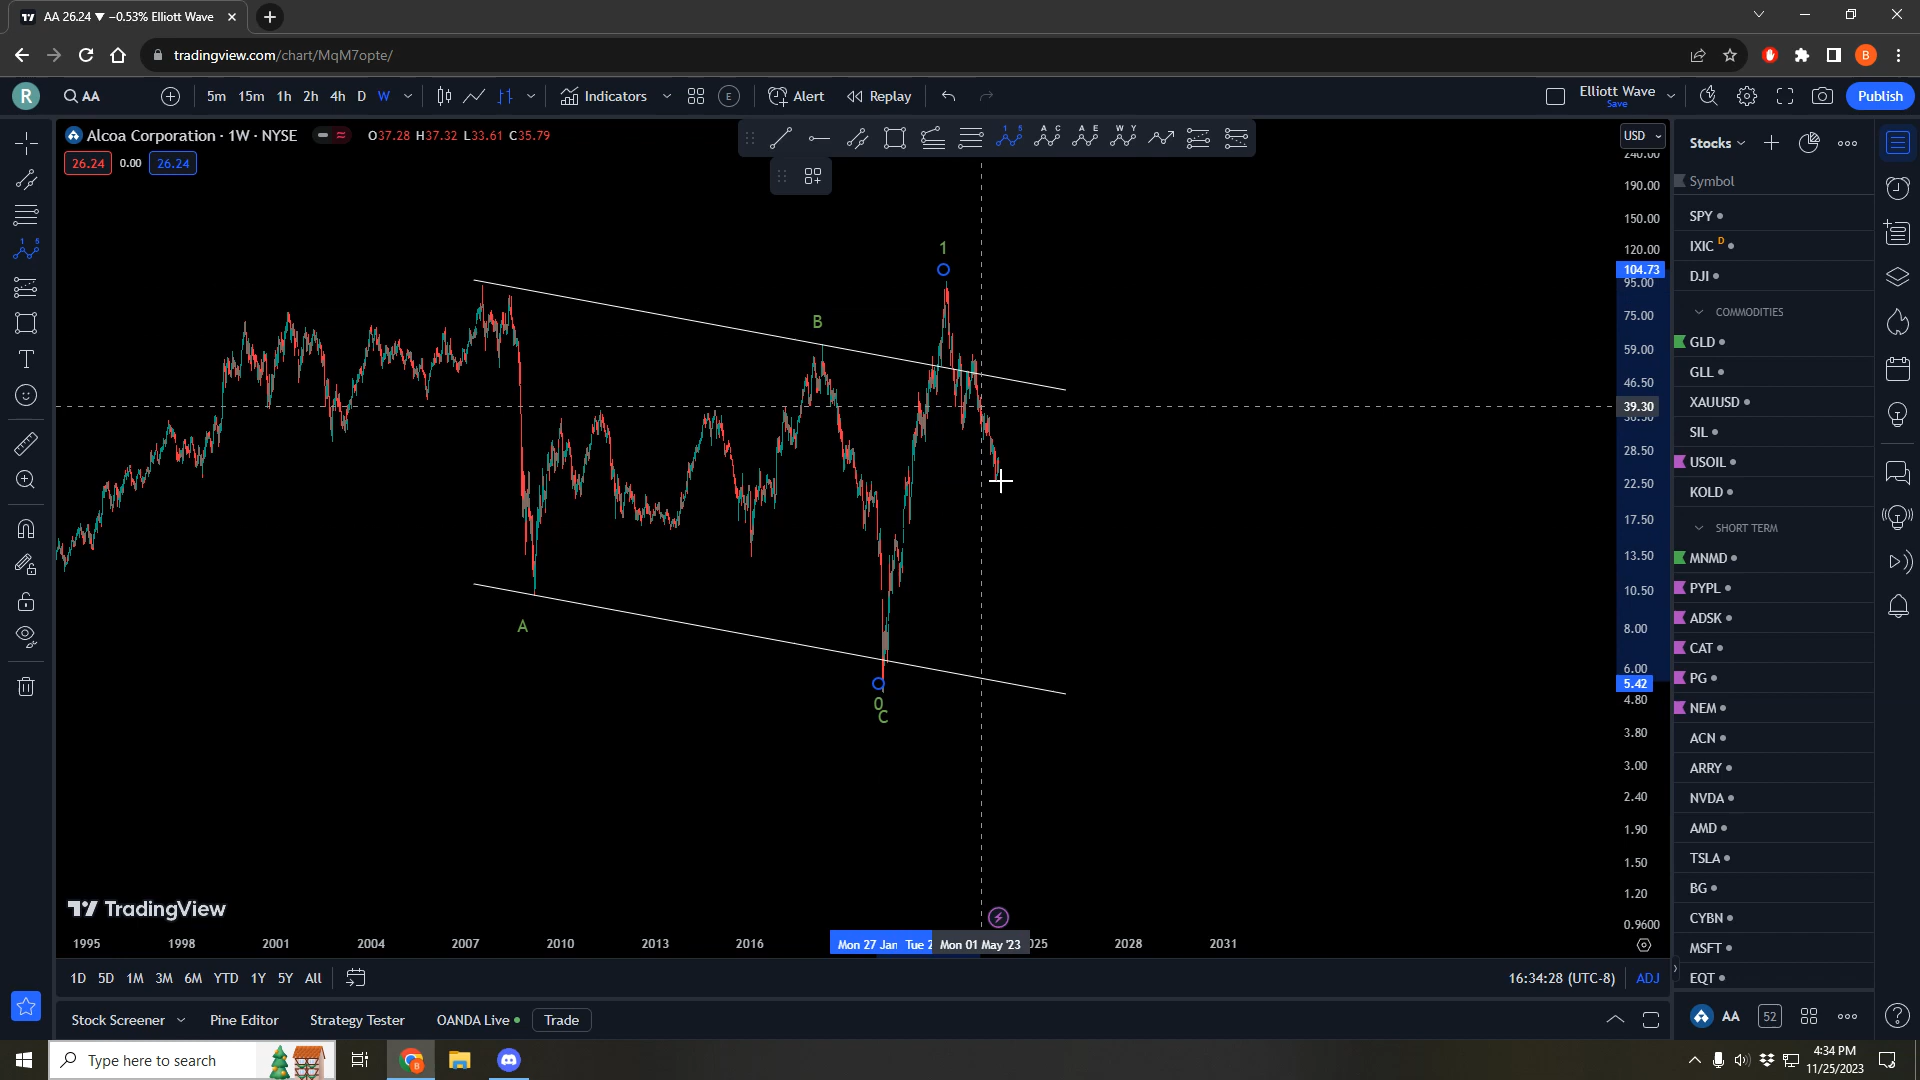 AA 26.24 ▼ −0.53% Elliott Wave
tradingview.com/chart/MqM7opte/
B
R
AA
5m 15m 1h 2h 4h D W
Indicators
E
Alert
Replay
Elliott Wave
Save
Publish
Alcoa Corporation · 1W · NYSE
O37.28 H37.32 L33.61 C35.79
26.24 0.00 26.24
1 5
A C
A E
W Y
USD
1 5
T
1
B
A
0
C
190.00
150.00
120.00
104.73
95.00
75.00
59.00
46.50
39.30
28.50
22.50
17.50
13.50
10.50
8.00
6.00
5.42
4.80
3.80
3.00
2.40
1.90
1.50
1.20
0.9600
TradingView
1995 1998 2001 2004 2007 2010 2013 2016 Mon 27 Jan Tue 2 Mon 01 May '23 025 2028 2031
1D 5D 1M 3M 6M YTD 1Y 5Y All
16:34:28 (UTC-8) ADJ
Stock Screener Pine Editor Strategy Tester OANDA Live Trade
Stocks
Symbol
SPY
IXIC D
DJI
COMMODITIES
GLD
GLL
XAUUSD
SIL
USOIL
KOLD
SHORT TERM
MNMD
PYPL
ADSK
CAT
PG
NEM
ACN
ARRY
NVDA
AMD
TSLA
BG
CYBN
MSFT
EQT
AA 52
Type here to search
B
4:34 PM
11/25/2023